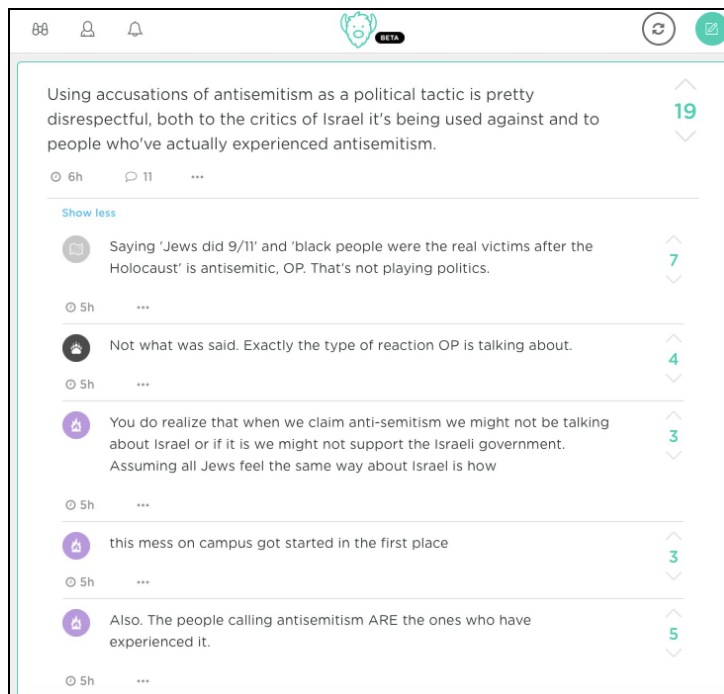 BETA
Using accusations of antisemitism as a political tactic is pretty
disrespectful, both to the critics of Israel it's being used against and to
people who've actually experienced antisemitism.
19
6h 11 •••
Show less
Saying 'Jews did 9/11' and 'black people were the real victims after the
Holocaust' is antisemitic, OP. That's not playing politics.
7
5h •••
Not what was said. Exactly the type of reaction OP is talking about.
4
5h •••
You do realize that when we claim anti-semitism we might not be talking
about Israel or if it is we might not support the Israeli government.
Assuming all Jews feel the same way about Israel is how
3
5h •••
this mess on campus got started in the first place
3
5h •••
Also. The people calling antisemitism ARE the ones who have
experienced it.
5
5h •••